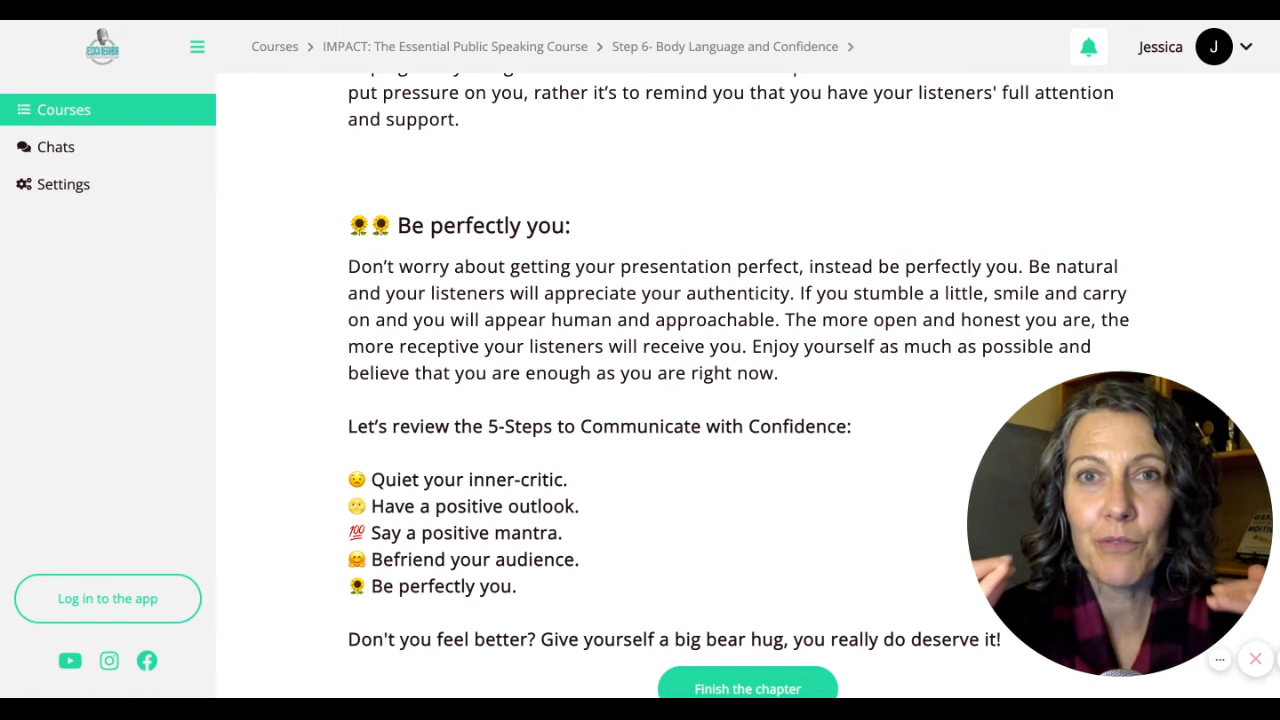 Courses
IMPACT: The Essential Public Speaking Course
Step 6- Body Language and Confidence
Jessica
J
Courses
Chats
Settings
put pressure on you, rather it’s to remind you that you have your listeners' full attention
and support.
🌻🌻 Be perfectly you:
Don’t worry about getting your presentation perfect, instead be perfectly you. Be natural
and your listeners will appreciate your authenticity. If you stumble a little, smile and carry
on and you will appear human and approachable. The more open and honest you are, the
more receptive your listeners will receive you. Enjoy yourself as much as possible and
believe that you are enough as you are right now.
Let’s review the 5-Steps to Communicate with Confidence:
😟 Quiet your inner-critic.
🙂 Have a positive outlook.
💯 Say a positive mantra.
🤗 Befriend your audience.
🌻 Be perfectly you.
Don't you feel better? Give yourself a big bear hug, you really do deserve it!
Log in to the app
Finish the chapter